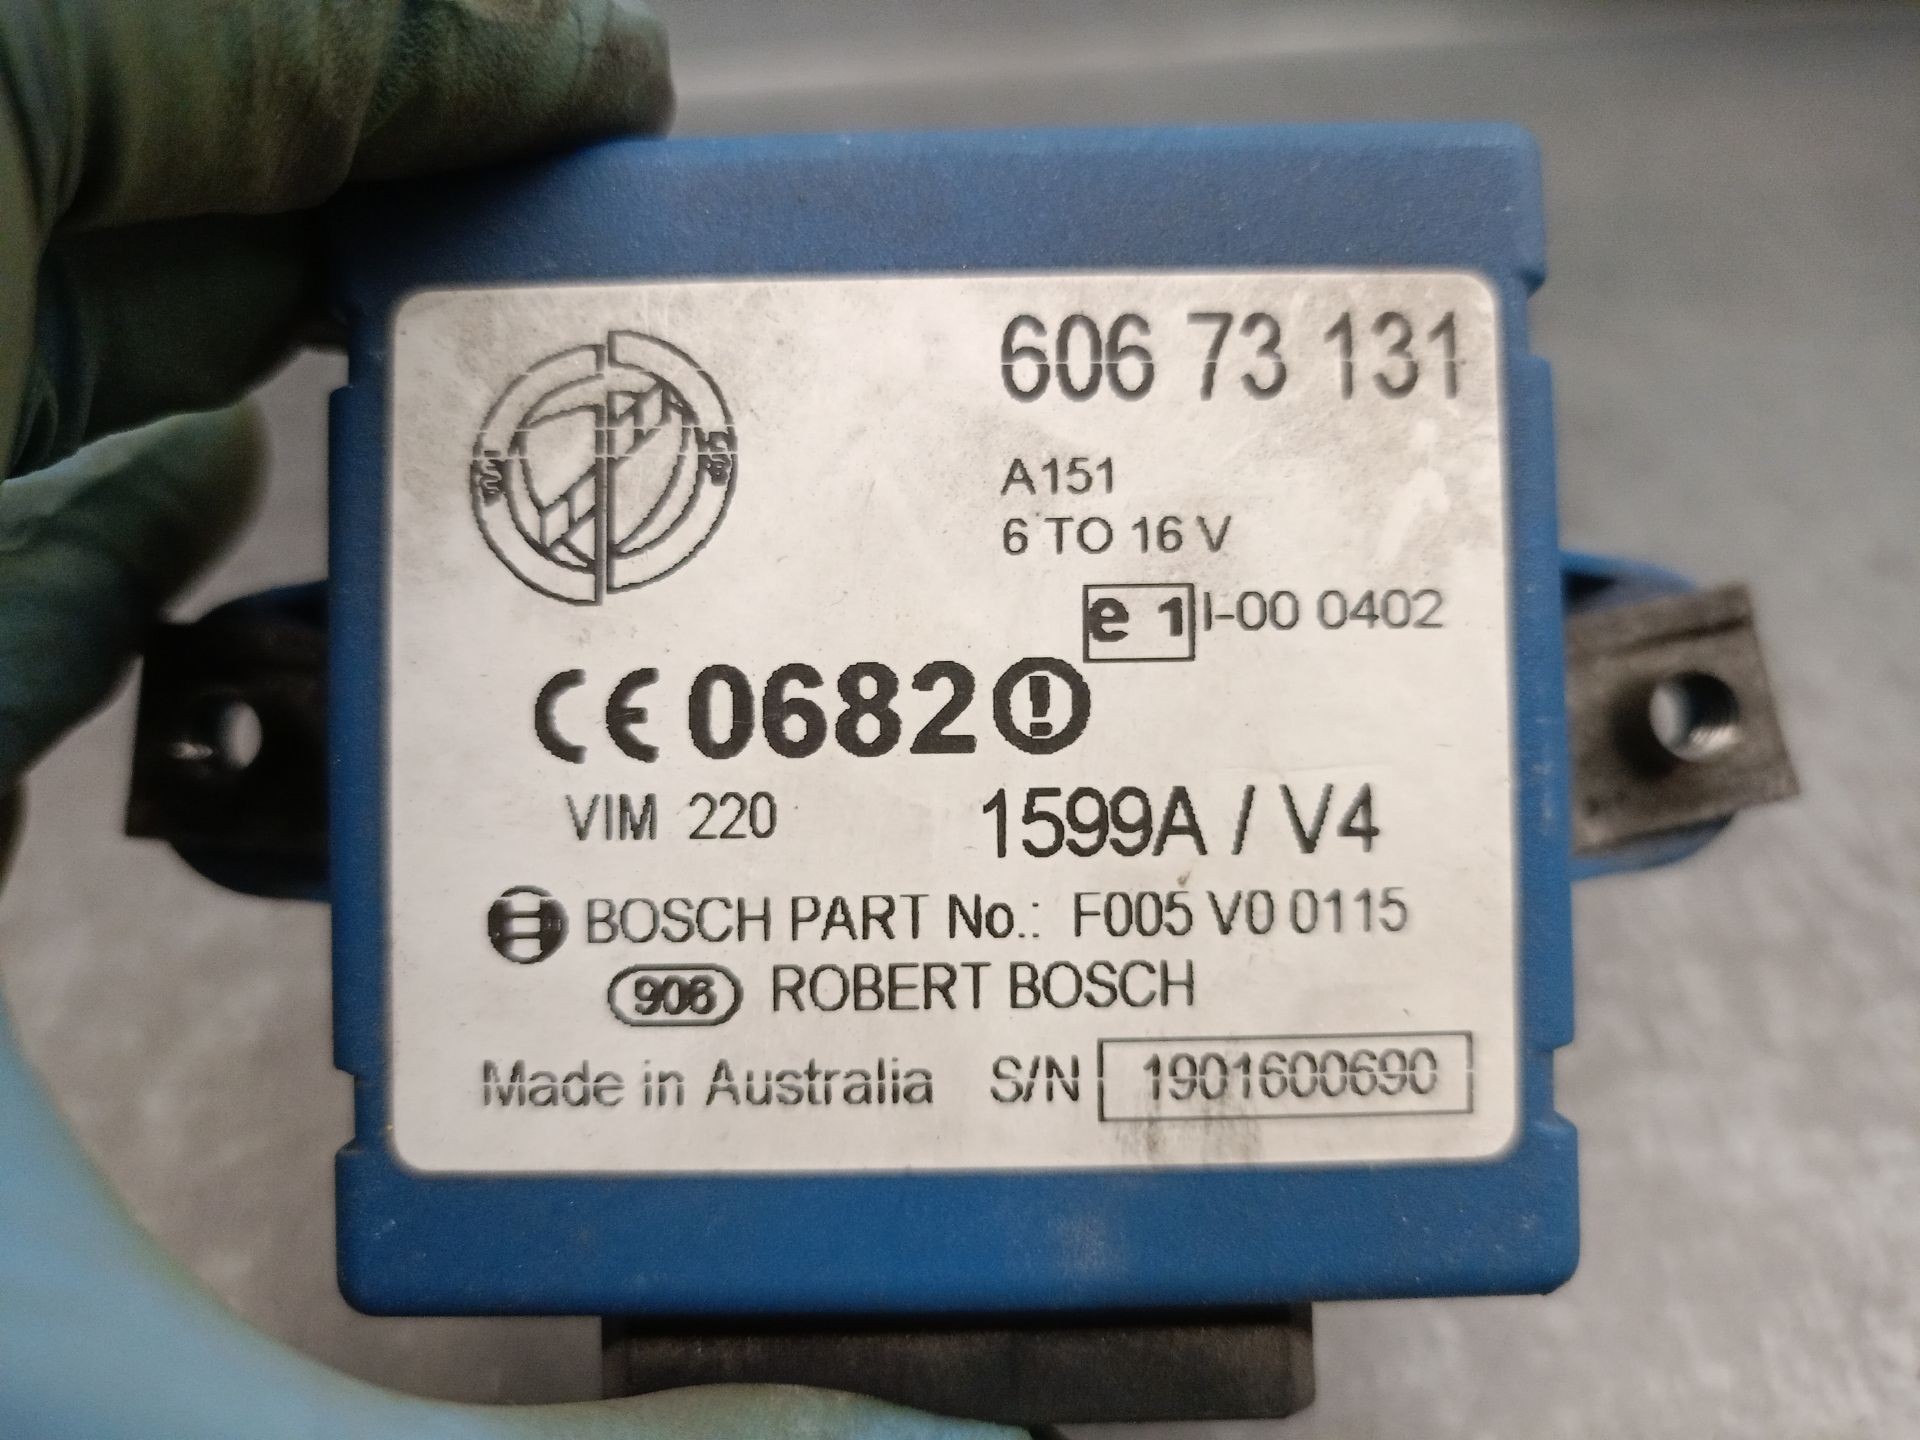 606 73 131
A151
6 TO 16 V
e 1 I-00 0402
CE 0682 !
VIM 220 1599A / V4
BOSCH PART No.: F005 V0 0115
906 ROBERT BOSCH
Made in Australia S/N 1901600690